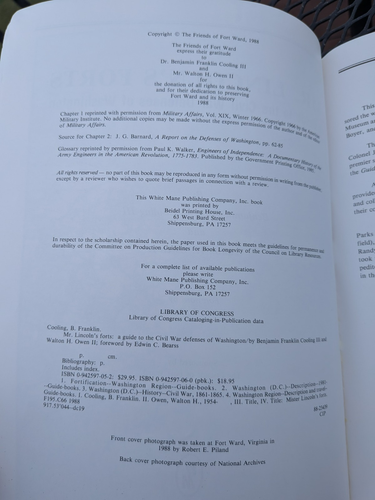 Copyright © The Friends of Fort Ward, 1988
The Friends of Fort Ward
express their gratitude
to
Dr. Benjamin Franklin Cooling III
and
Mr. Walton H. Owen II
for
the donation of all rights to this book,
and for their dedication to preserving
Fort Ward and its history
1988
Chapter 1 reprinted with permission from Military Affairs, Vol. XIX, Winter 1966. Copyright 1966 by the American
Military Institute. No additional copies may be made without the express permission of the author and of the editor
of Military Affairs.
Source for Chapter 2: J. G. Barnard, A Report on the Defenses of Washington, pp. 62-85
Glossary reprinted by permission from Paul K. Walker, Engineers of Independence: A Documentary History of the
Army Engineers in the American Revolution, 1775-1783. Published by the Government Printing Office,
All rights reserved — no part of this book may be reproduced in any form without permission in writing from the publisher,
except by a reviewer who wishes to quote brief passages in connection with a review.
This White Mane Publishing Company, Inc. book
was printed by
Beidel Printing House, Inc.
63 West Burd Street
Shippensburg, PA 17257
In respect to the scholarship contained herein, the paper used in this book meets the guidelines for permanence and
durability of the Committee on Production Guidelines for Book Longevity of the Council on Library Resources.
For a complete list of available publications
please write
White Mane Publishing Company, Inc.
P.O. Box 152
Shippensburg, PA 17257
LIBRARY OF CONGRESS
Library of Congress Cataloging-in-Publication data
Cooling, B. Franklin.
Mr. Lincoln's forts: a guide to the Civil War defenses of Washington/by Benjamin Franklin Cooling III and
Walton H. Owen II; foreword by Edwin C. Bearss
p. cm.
Bibliography: p.
Includes index.
ISBN 0-942597-05-2: $29.95. ISBN 0-942597-06-0 (pbk.): $18.95
1. Fortification--Washington Region--Guide-books. 2. Washington (D.C.)--Description--1981-
-Guide-books. 3. Washington (D.C.)--History--Civil War, 1861-1865. 4. Washington Region--Description and travel--
Guide-books. I. Cooling, B. Franklin. II. Owen, Walton H., 1954- . III. Title. IV. Title: Mister Lincoln's forts.
F195.C66 1988
917.53'044--dc19
CIP
Front cover photograph was taken at Fort Ward, Virginia in
1988 by Robert E. Piland
Back cover photograph courtesy of National Archives